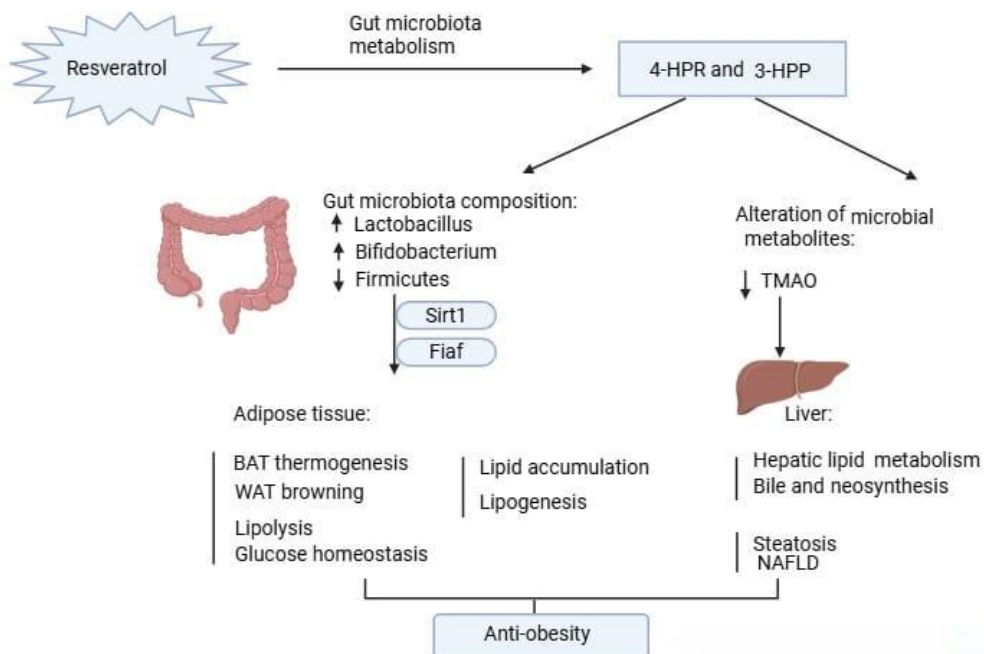 Gut microbiota
metabolism
Resveratrol
4-HPR and 3-HPP
Gut microbiota composition:
Lactobacillus
Bifidobacterium
Firmicutes
Sirt1
Fiaf
Alteration of microbial
metabolites:
TMAO
Adipose tissue:
BAT thermogenesis
WAT browning
Lipolysis
Glucose homeostasis
Lipid accumulation
Lipogenesis
Liver:
Hepatic lipid metabolism
Bile and neosynthesis
Steatosis
NAFLD
Anti-obesity